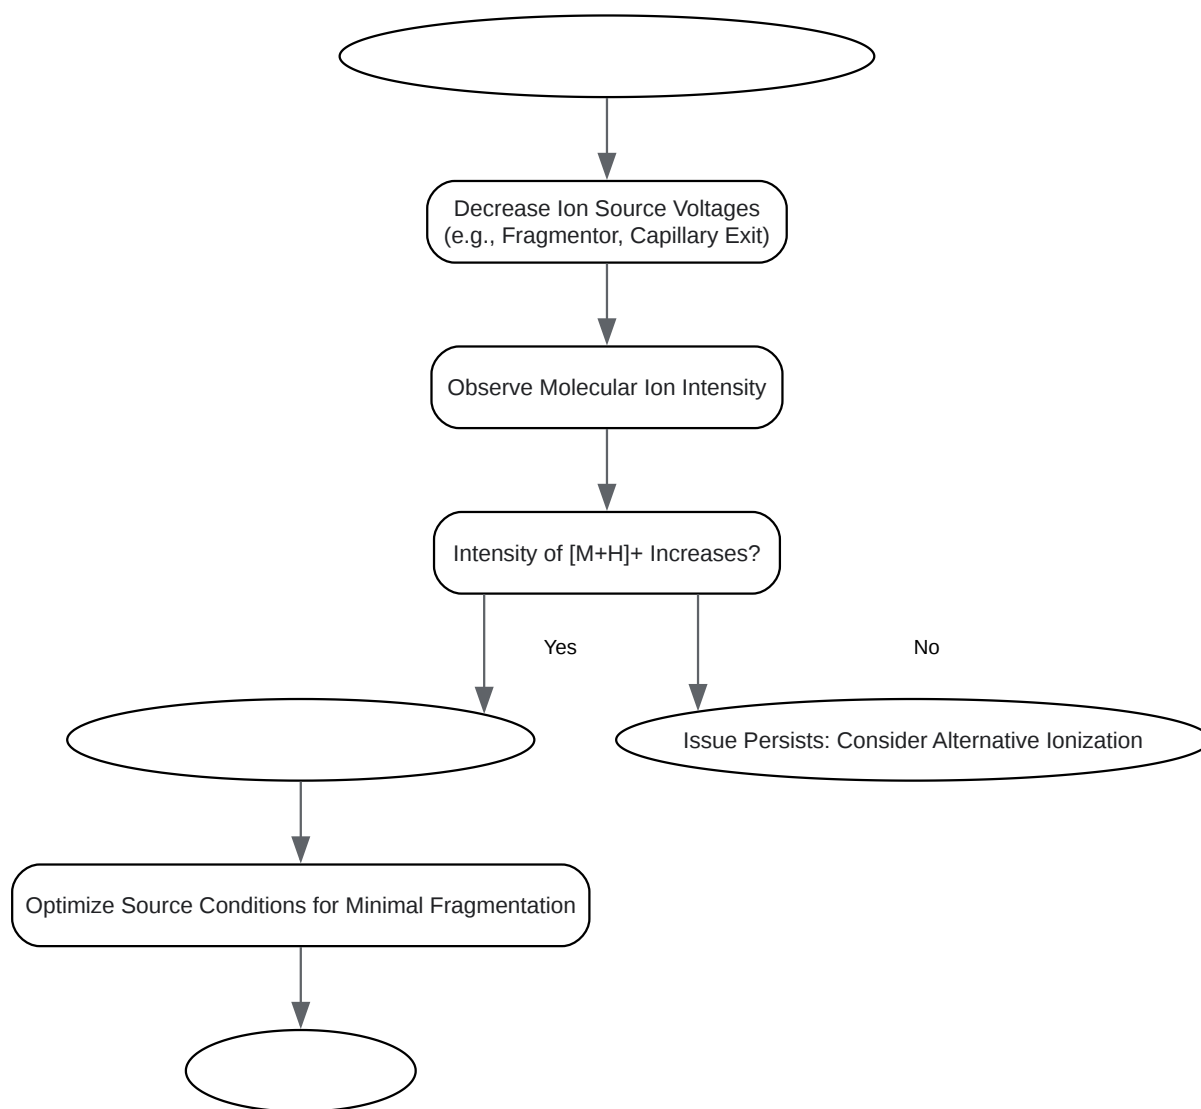 Decrease Ion Source Voltages
(e.g., Fragmentor, Capillary Exit)
Observe Molecular Ion Intensity
Intensity of [M+H]+ Increases?
Yes
No
Issue Persists: Consider Alternative Ionization
Optimize Source Conditions for Minimal Fragmentation